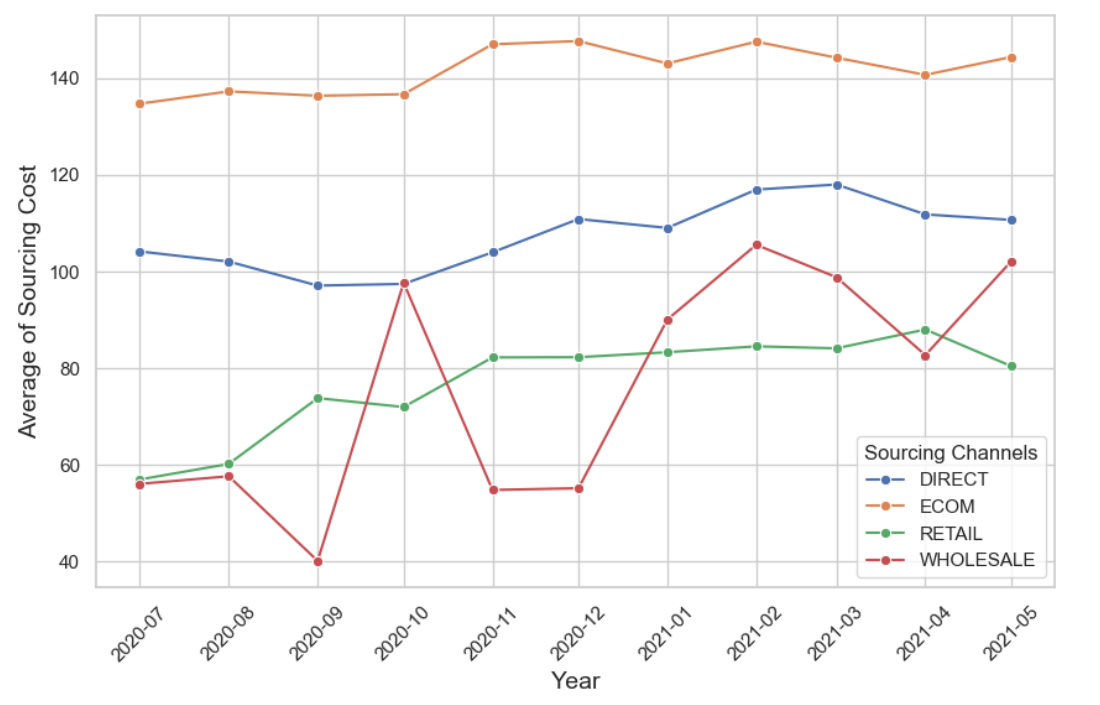 140
120
100
80
60
40
Average of Sourcing Cost
Sourcing Channels
DIRECT
ECOM
RETAIL
WHOLESALE
2020-07
2020-08
2020-09
2020-10
2020-11
2020-12
2021-01
2021-02
2021-03
2021-04
2021-05
Year